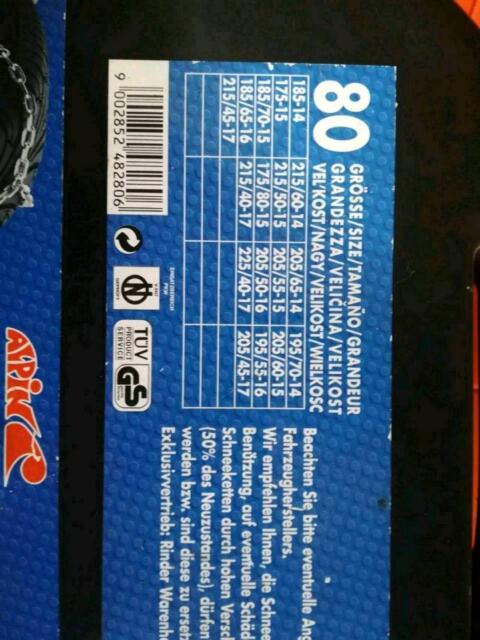 80
GRÖSSE/SIZE/TAMAÑO/GRANDEUR
GRANDEZZA/VELIČINA/VELIKOST
VEL'KOST/NAGY/VELIKOST/WIELKOSC
185-14 215/60-14 205/65-14 195/70-14
175-15 215/50-15 205/55-15 205/60-15
185/70-15 175/80-15 205/50-16 195/55-16
185/65-16 215/40-17 225/40-17 205/45-17
215/45-17
9 002852 482806
TÜV
PRODUCT
SERVICE
GS
Beachten Sie bitte eventuelle
Fahrzeugherstellers.
Wir empfehlen Ihnen, die
Benützung, auf eventuelle
Schneeketten durch hohen
(50% des Neuzustandes), dürfen
werden bzw. sind diese zu
Exklusivvertrieb: Rinder
ALPIN